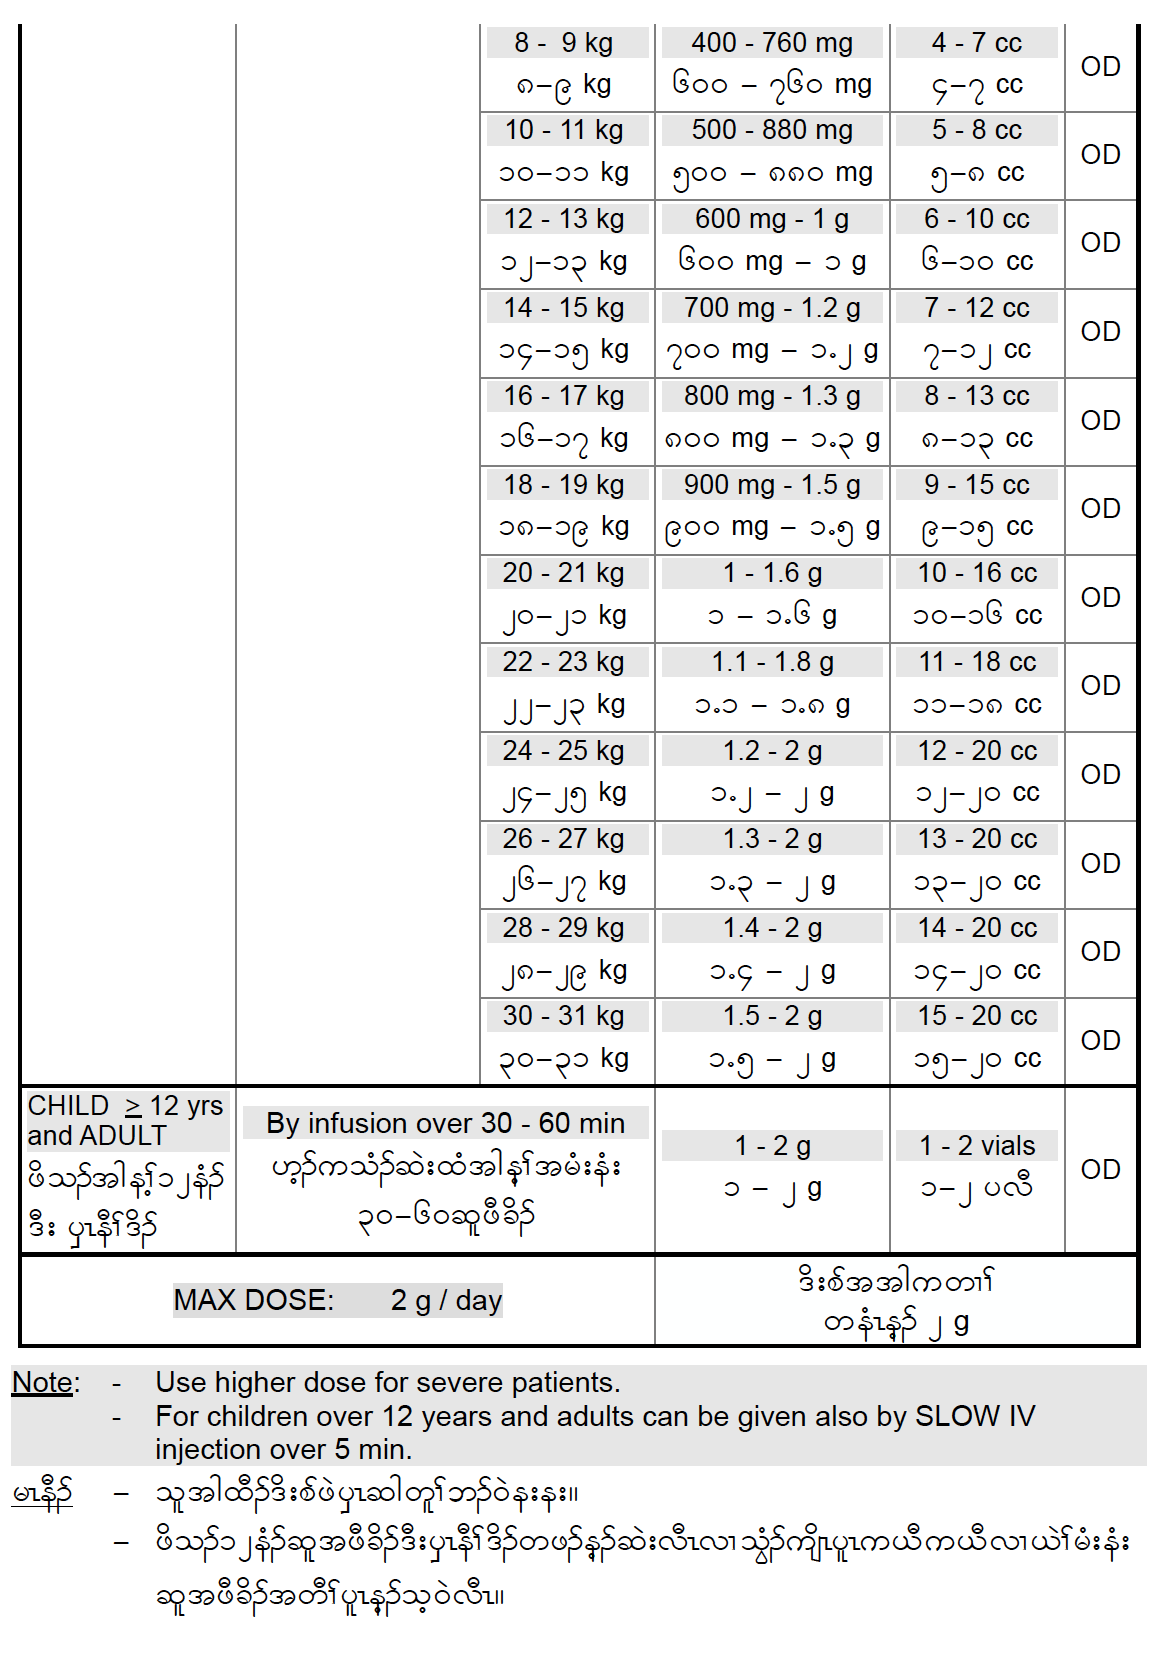 8 -  9 kg 400 - 760 mg 4 - 7 cc OD
၈–၉ kg ၆၀၀ – ၇၆၀ mg ၄–၇ cc
10 - 11 kg 500 - 880 mg 5 - 8 cc OD
၁၀–၁၁ kg ၅၀၀ – ၈၈၀ mg ၅–၈ cc
12 - 13 kg 600 mg - 1 g 6 - 10 cc OD
၁၂–၁၃ kg ၆၀၀ mg – ၁ g ၆–၁၀ cc
14 - 15 kg 700 mg - 1.2 g 7 - 12 cc OD
၁၄–၁၅ kg ၇၀၀ mg – ၁.၂ g ၇–၁၂ cc
16 - 17 kg 800 mg - 1.3 g 8 - 13 cc OD
၁၆–၁၇ kg ၈၀၀ mg – ၁.၃ g ၈–၁၃ cc
18 - 19 kg 900 mg - 1.5 g 9 - 15 cc OD
၁၈–၁၉ kg ၉၀၀ mg – ၁.၅ g ၉–၁၅ cc
20 - 21 kg 1 - 1.6 g 10 - 16 cc OD
၂၀–၂၁ kg ၁ – ၁.၆ g ၁၀–၁၆ cc
22 - 23 kg 1.1 - 1.8 g 11 - 18 cc OD
၂၂–၂၃ kg ၁.၁ – ၁.၈ g ၁၁–၁၈ cc
24 - 25 kg 1.2 - 2 g 12 - 20 cc OD
၂၄–၂၅ kg ၁.၂ – ၂ g ၁၂–၂၀ cc
26 - 27 kg 1.3 - 2 g 13 - 20 cc OD
၂၆–၂၇ kg ၁.၃ – ၂ g ၁၃–၂၀ cc
28 - 29 kg 1.4 - 2 g 14 - 20 cc OD
၂၈–၂၉ kg ၁.၄ – ၂ g ၁၄–၂၀ cc
30 - 31 kg 1.5 - 2 g 15 - 20 cc OD
၃၀–၃၁ kg ၁.၅ – ၂ g ၁၅–၂၀ cc
CHILD ≥ 12 yrs
and ADULT
ဖိသၣ်အါန့ၢ်၁၂နံၣ်
ဒီး ပှၤနီၢ်ဒိၣ်
By infusion over 30 - 60 min
ဟ့ၣ်ကသံၣ်ဆဲးထံအါန့ၢ်အမံးနံး
၃၀–၆၀ဆူဖီခိၣ်
1 - 2 g
၁ – ၂ g
1 - 2 vials
၁–၂ ပလီ
OD
MAX DOSE: 2 g / day
ဒိးစ်အအါကတၢၢ်
တနံၤန့ၣ် ၂ g
Note: - Use higher dose for severe patients.
- For children over 12 years and adults can be given also by SLOW IV
injection over 5 min.
မၤနီၣ် – သူအါထီၣ်ဒိးစ်ဖဲပှၤဆါတူၢ်ဘၣ်ဝဲနးနး။
– ဖိသၣ်၁၂နံၣ်ဆူအဖီခိၣ်ဒီးပှၤနီၢ်ဒိၣ်တဖၣ်န့ၣ်ဆဲးလီၤလၢသွံၣ်ကျိၤပူၤကယီကယီလၢယဲၢ်မံးနံး
ဆူအဖီခိၣ်အတီၢ်ပူၤန့ၣ်သ့ဝဲလီၤ။